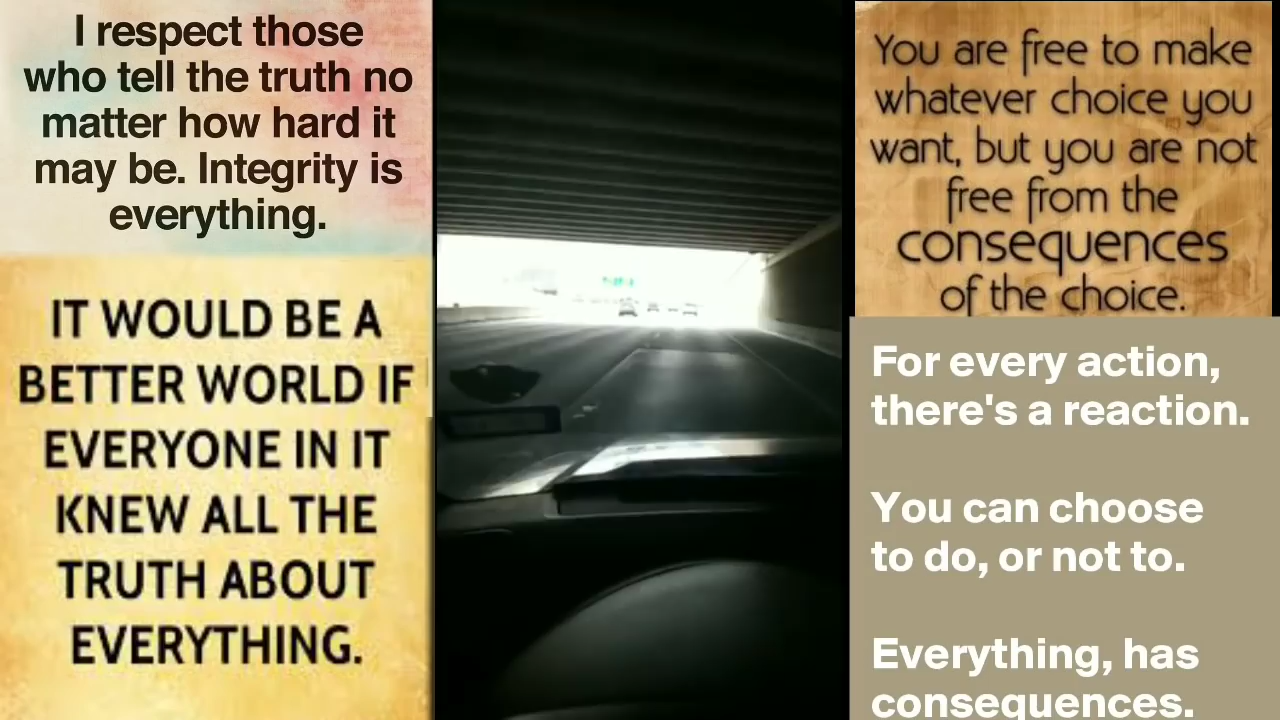 I respect those
who tell the truth no
matter how hard it
may be. Integrity is
everything.
IT WOULD BE A
BETTER WORLD IF
EVERYONE IN IT
KNEW ALL THE
TRUTH ABOUT
EVERYTHING.
You are free to make
whatever choice you
want, but you are not
free from the
consequences
of the choice.
For every action,
there's a reaction.
You can choose
to do, or not to.
Everything, has
consequences.